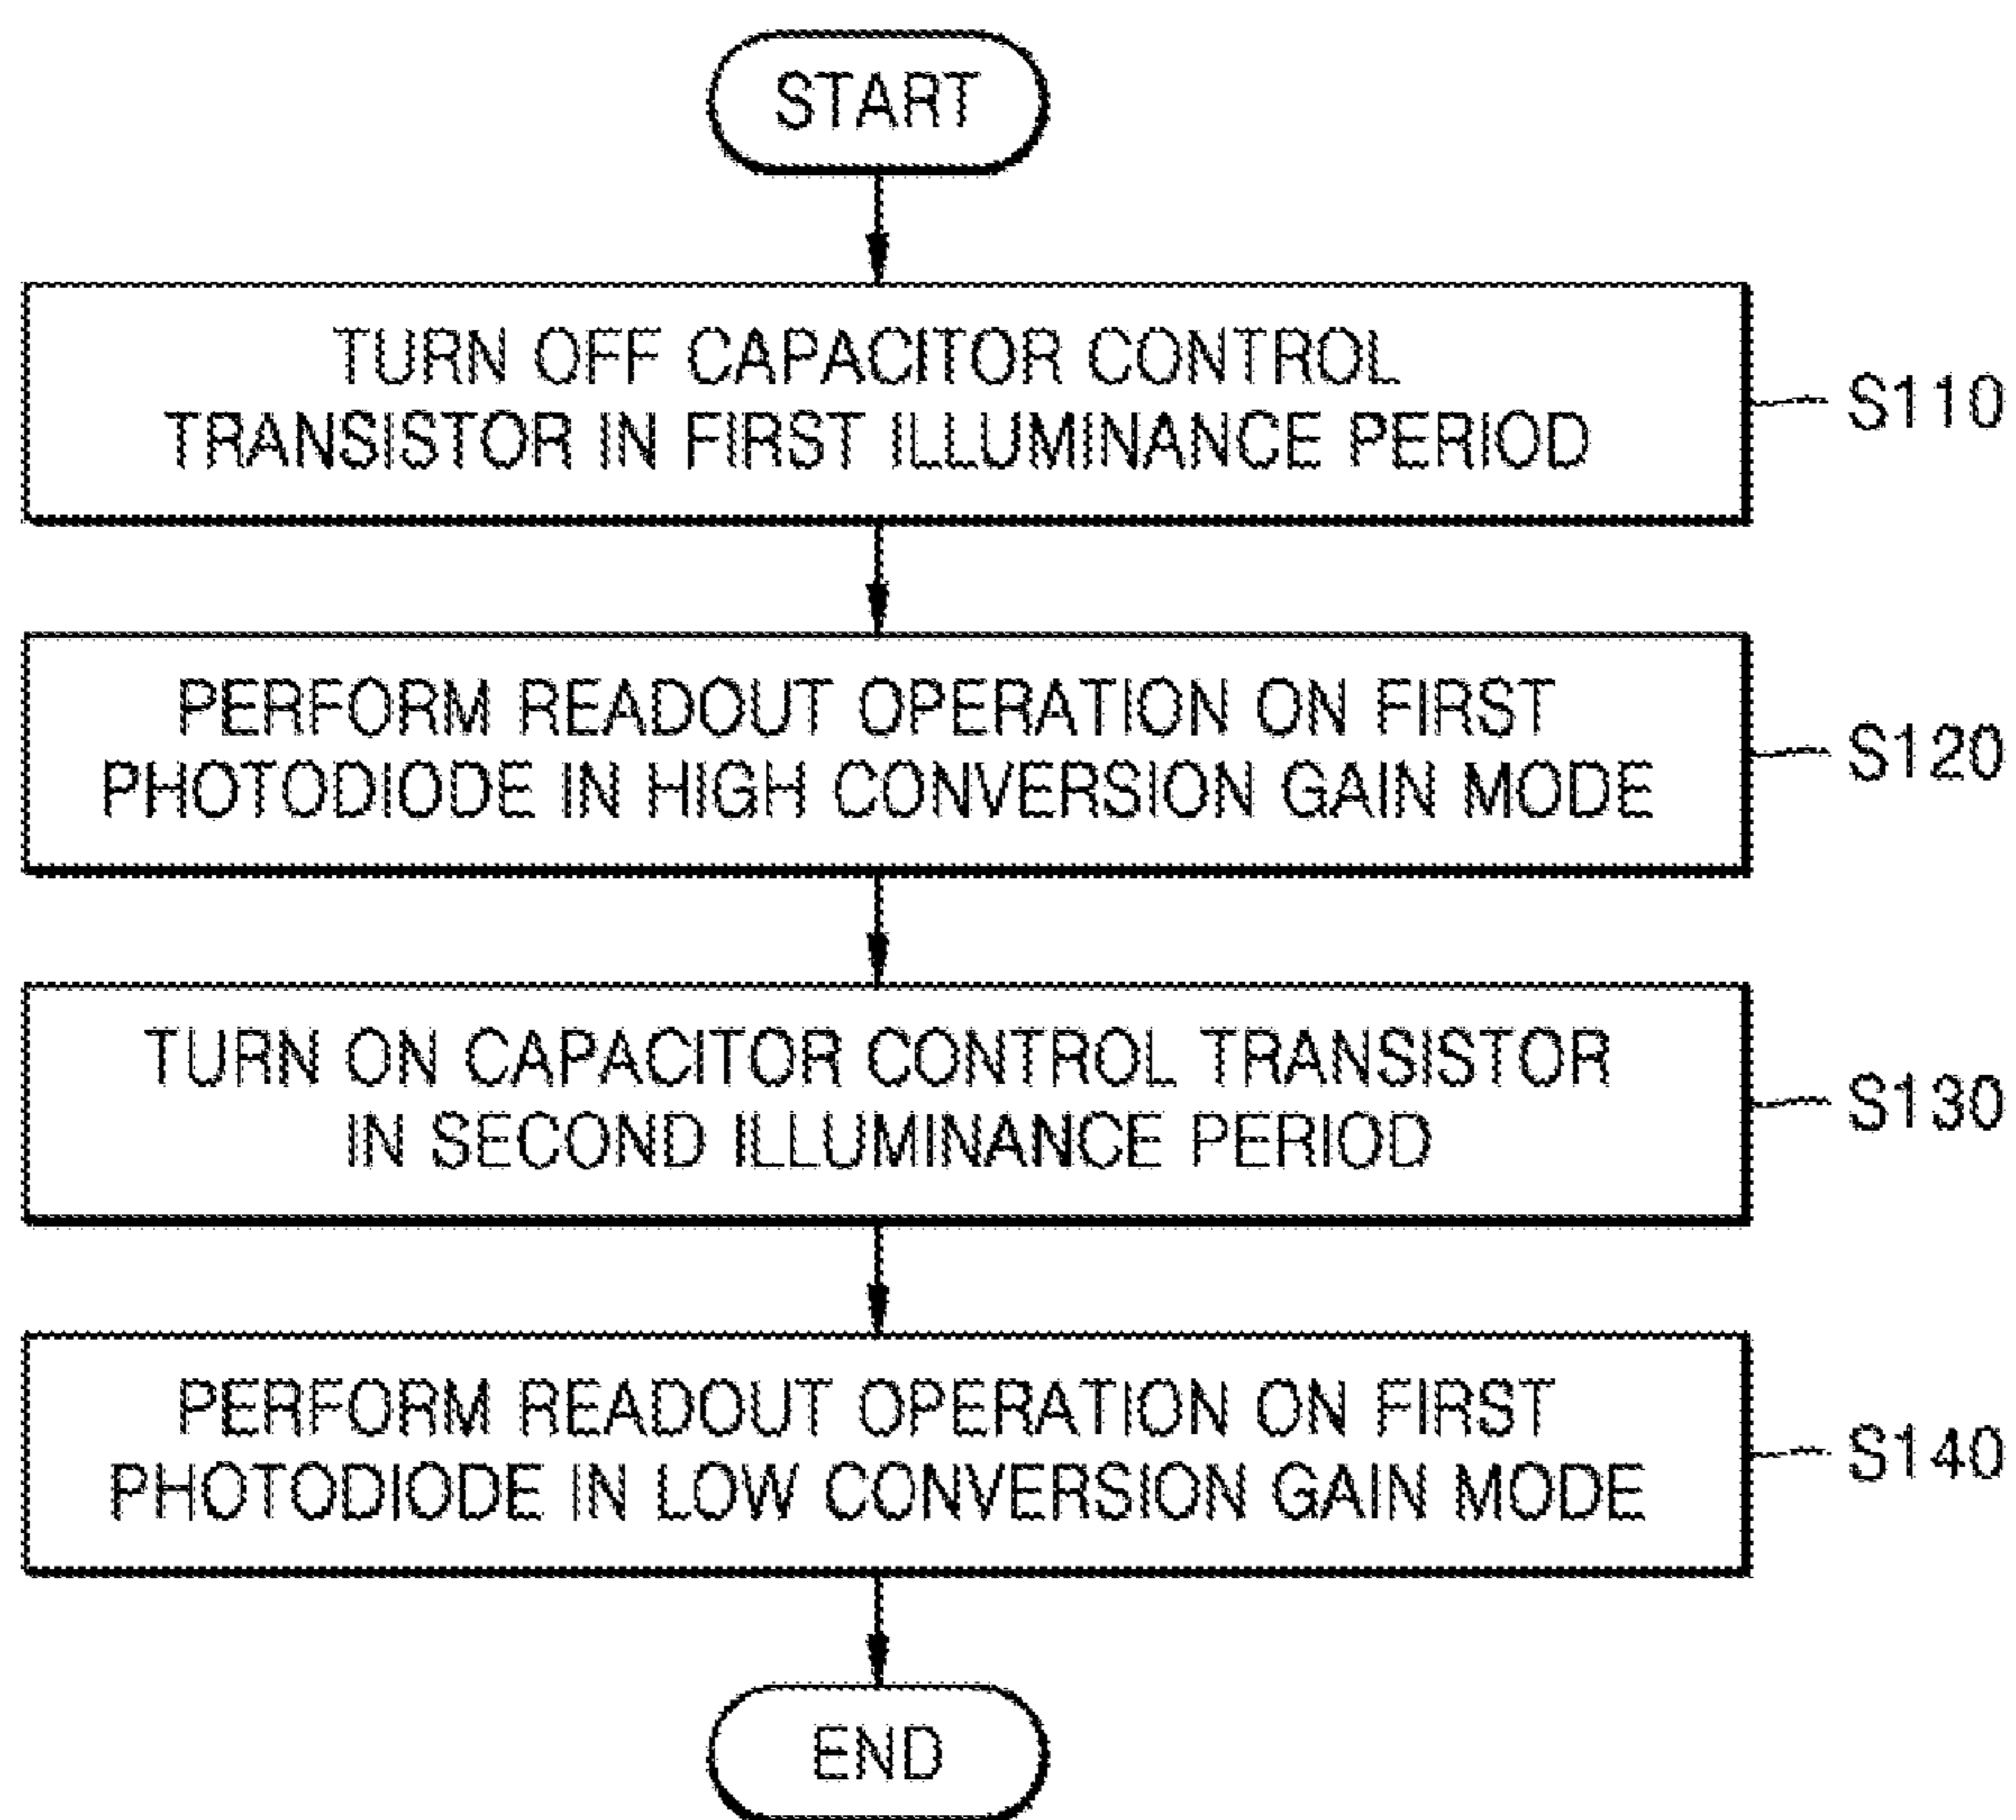 START
TURN OFF CAPACITOR CONTROL
TRANSISTOR IN FIRST ILLUMINANCE PERIOD
S110
PERFORM READOUT OPERATION ON FIRST
PHOTODIODE IN HIGH CONVERSION GAIN MODE
S120
TURN ON CAPACITOR CONTROL TRANSISTOR
IN SECOND ILLUMINANCE PERIOD
S130
PERFORM READOUT OPERATION ON FIRST
PHOTODIODE IN LOW CONVERSION GAIN MODE
S140
END